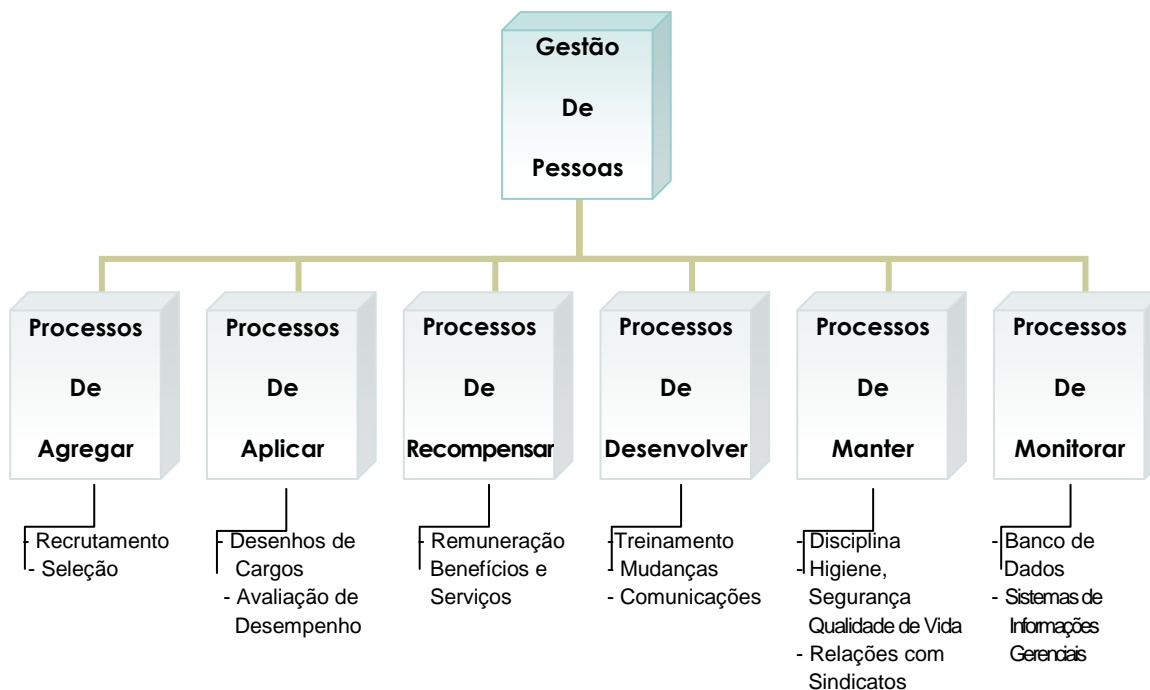 Gestão
De
Pessoas
Processos
De
Agregar
Processos
De
Aplicar
Processos
De
Recompensar
Processos
De
Desenvolver
Processos
De
Manter
Processos
De
Monitorar
- Recrutamento
- Seleção
- Desenhos de
Cargos
- Avaliação de
Desempenho
- Remuneração
Benefícios e
Serviços
-Treinamento
- Mudanças
- Comunicações
- Disciplina
- Higiene,
Segurança
Qualidade de Vida
- Relações com
Sindicatos
- Banco de
Dados
- Sistemas de
Informações
Gerenciais